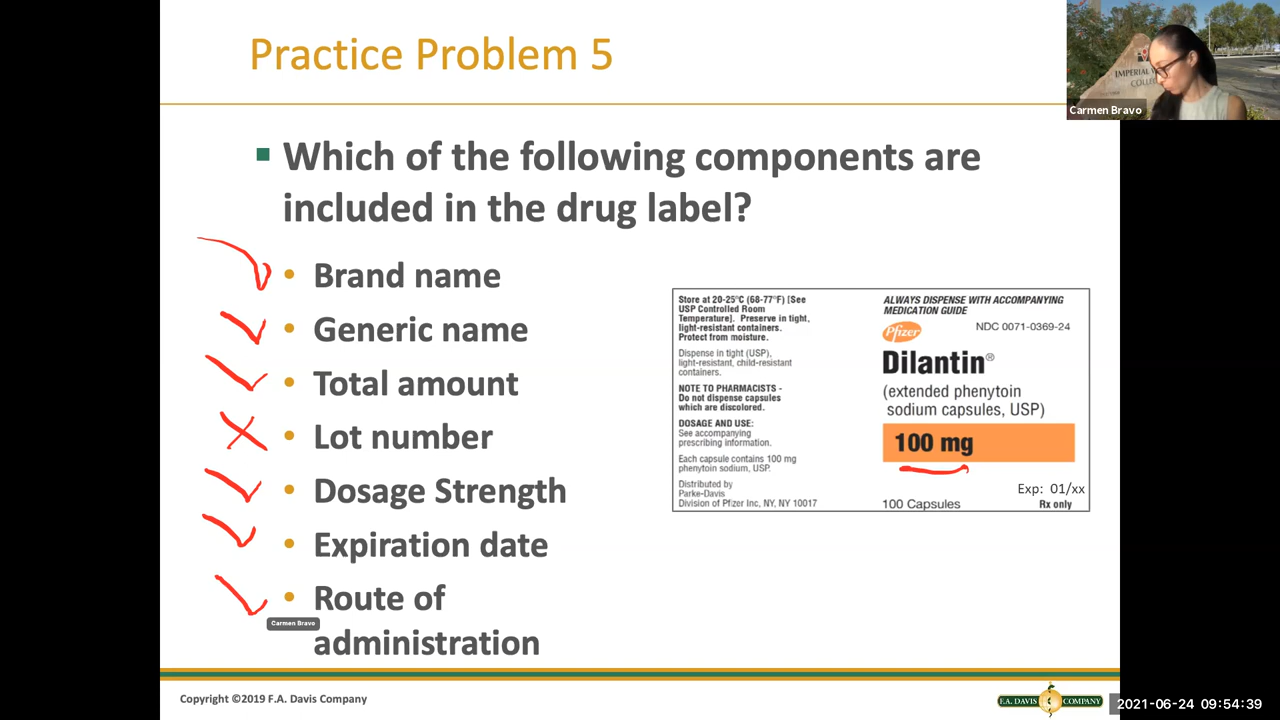 Practice Problem 5
IMPERIAL
COLLEGE
Carmen Bravo
Which of the following components are
included in the drug label?
Brand name
Generic name
Total amount
Lot number
Dosage Strength
Expiration date
Route of
Carmen Bravo
administration
Store at 20-25°C (68-77°F) [See
USP Controlled Room
Temperature]. Preserve in tight,
light-resistant containers.
Protect from moisture.
Dispense in tight (USP),
light-resistant, child-resistant
containers.
NOTE TO PHARMACISTS -
Do not dispense capsules
which are discolored.
DOSAGE AND USE:
See accompanying
prescribing information.
Each capsule contains 100 mg
phenytoin sodium, USP.
Distributed by
Parke-Davis
Division of Pfizer Inc, NY, NY 10017
ALWAYS DISPENSE WITH ACCOMPANYING
MEDICATION GUIDE
Pfizer
NDC 0071-0369-24
Dilantin®
(extended phenytoin
sodium capsules, USP)
100 mg
Exp: 01/xx
100 Capsules
Rx only
Copyright ©2019 F.A. Davis Company
F.A. DAVIS COMPANY
2021-06-24 09:54:39